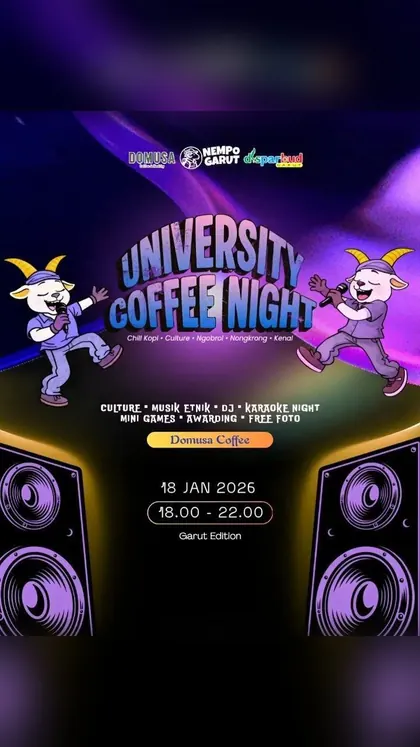 DOMUSA
NEMPO
GARUT
disparbud
GARUT
UNIVERSITY
COFFEE NIGHT
Chill Kopi • Culture • Ngobrol • Nongkrong • Kenal
CULTURE * MUSIK ETNIK * DJ * KARAOKE NIGHT
MINI GAMES * AWARDING * FREE FOTO
Domusa Coffee
18 JAN 2026
18.00 - 22.00
Garut Edition